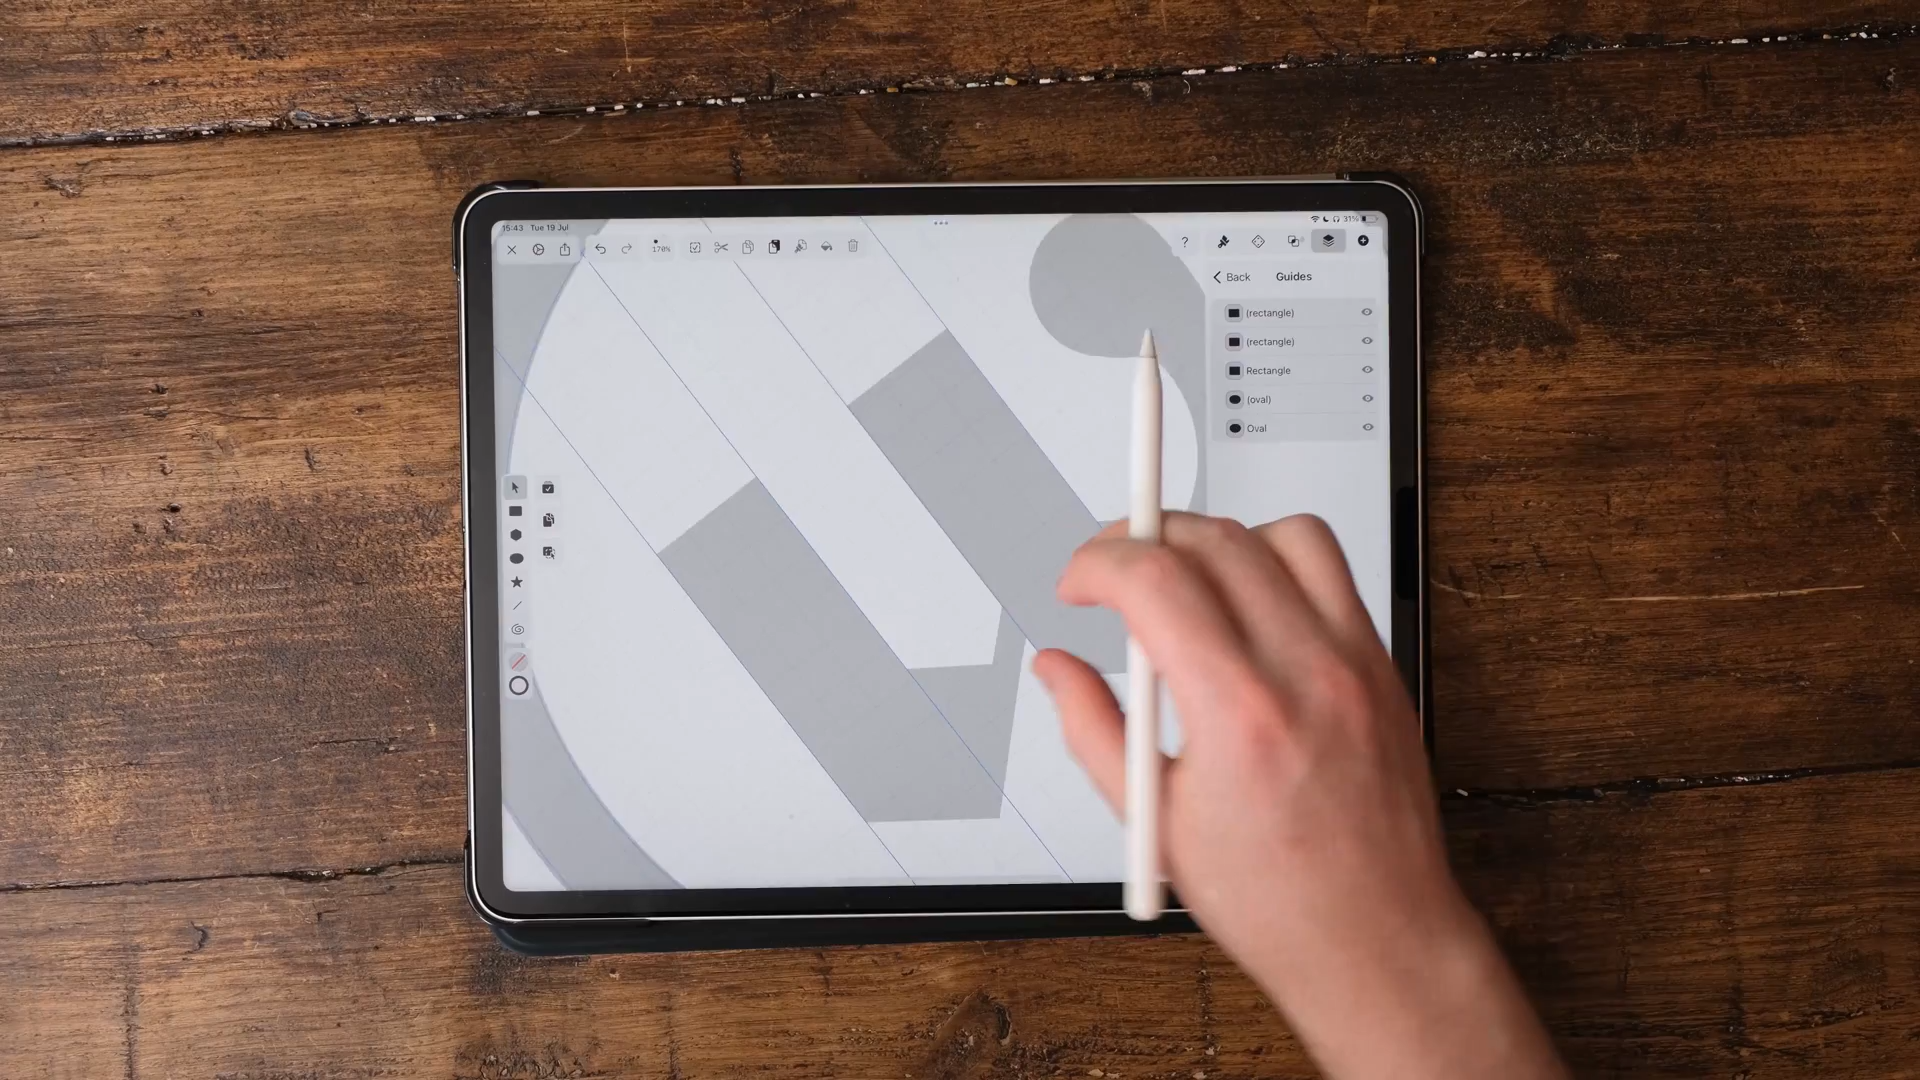 15:43 Tue 19 Jul
31%
170%
?
Back Guides
(rectangle)
(rectangle)
Rectangle
(oval)
Oval